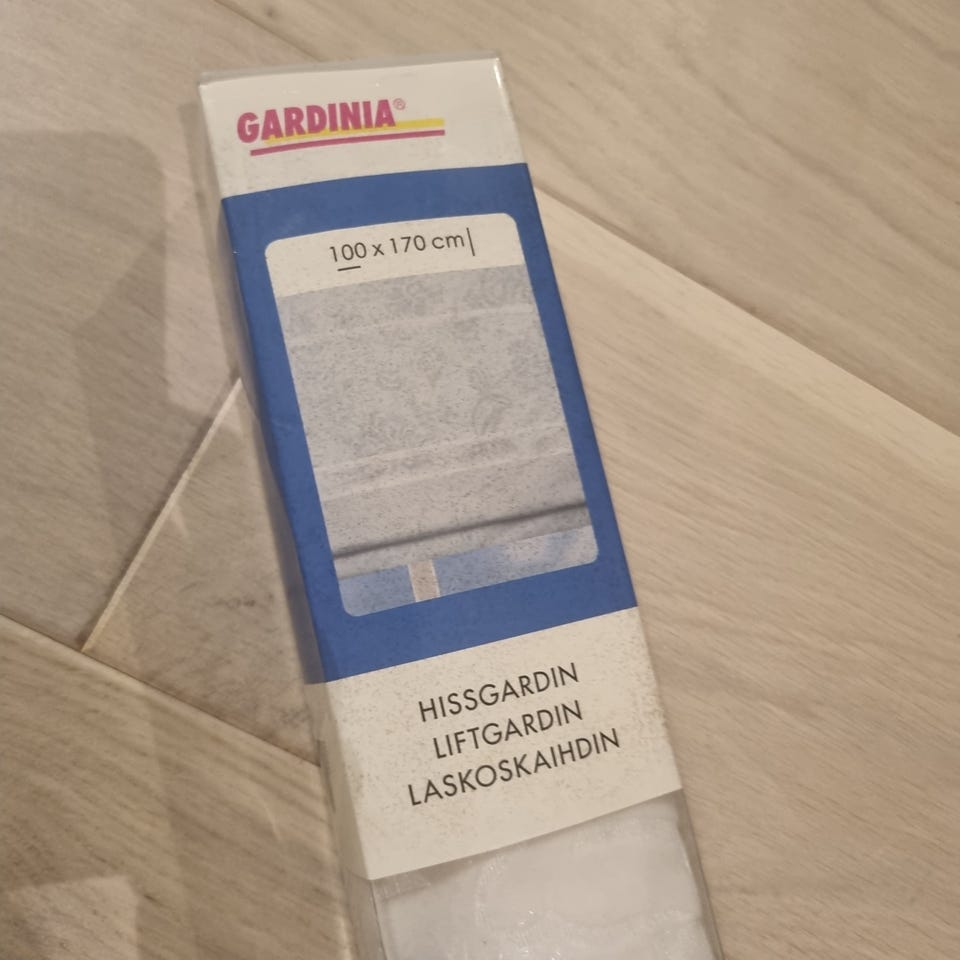 GARDINIA®
100 x 170 cm
HISSGARDIN
LIFTGARDIN
LASKOSKAIHDIN